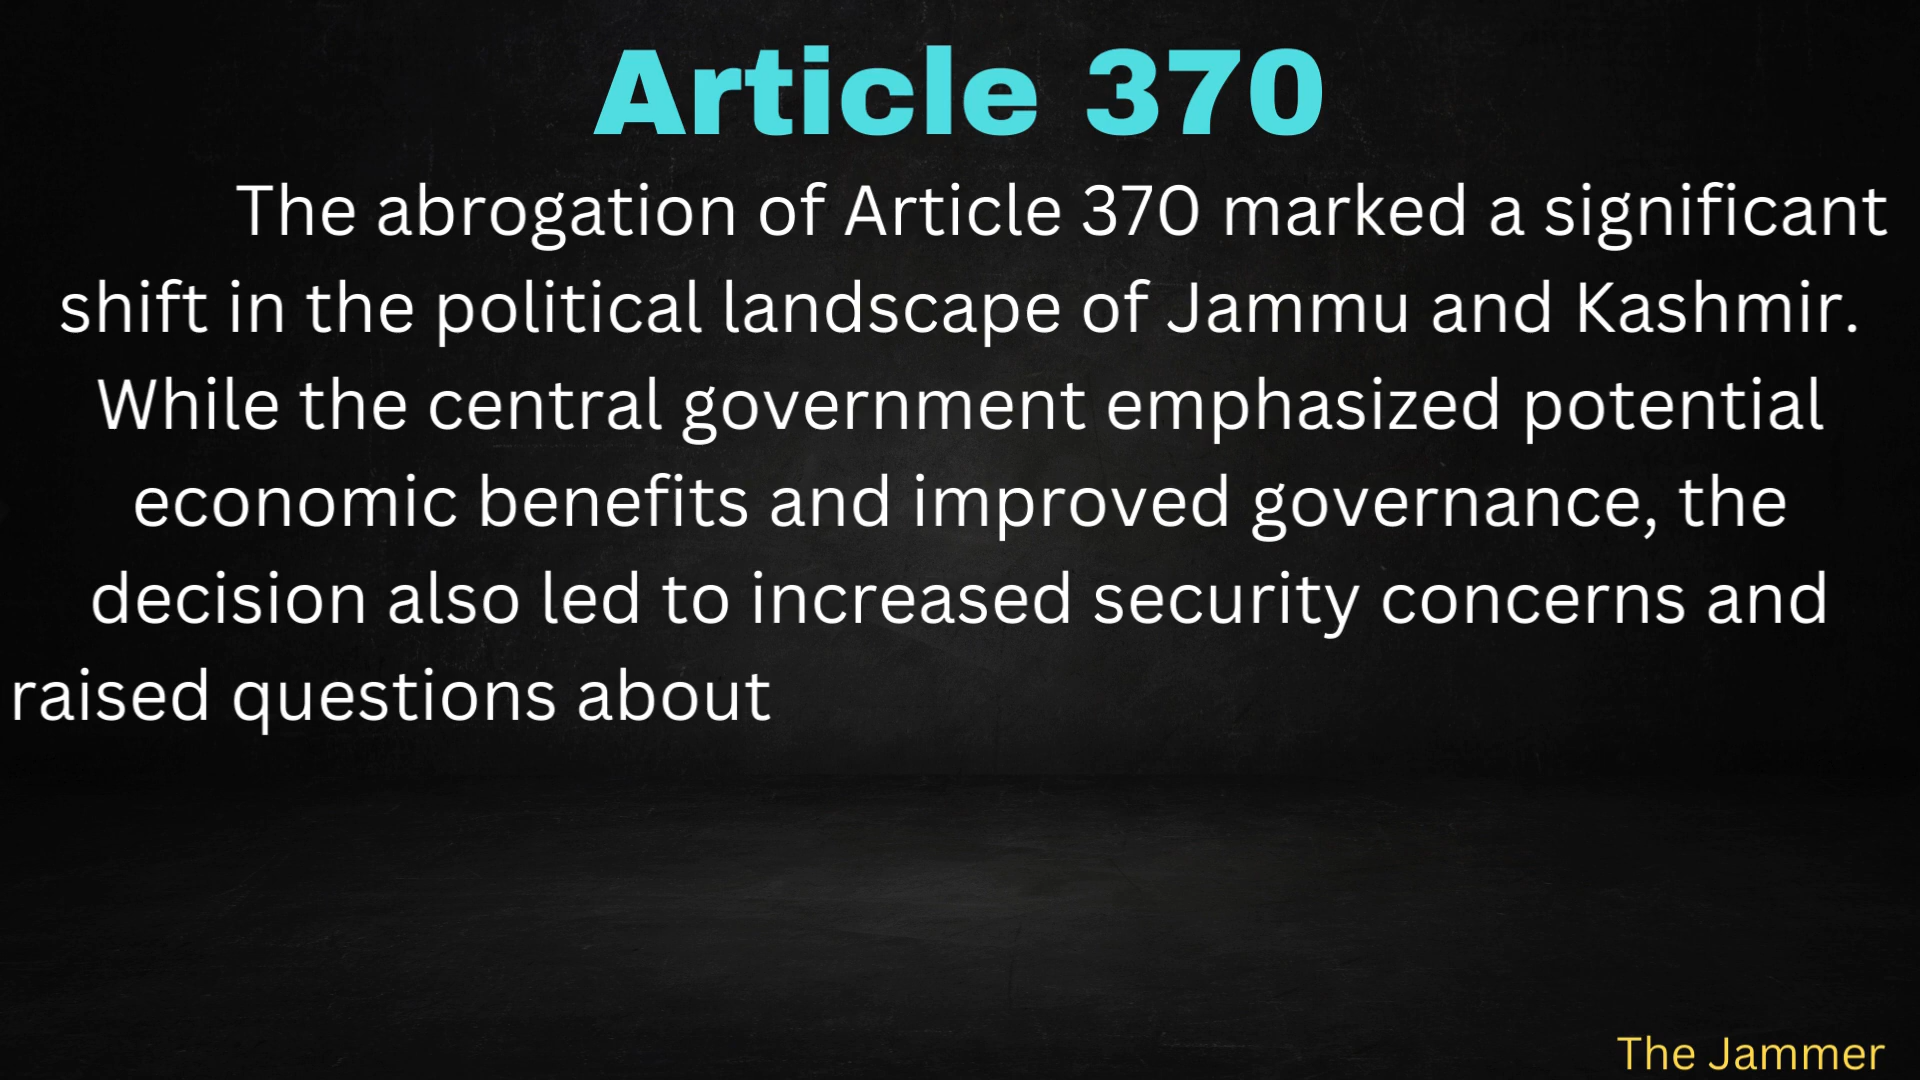 Article 370
The abrogation of Article 370 marked a significant
shift in the political landscape of Jammu and Kashmir.
While the central government emphasized potential
economic benefits and improved governance, the
decision also led to increased security concerns and
raised questions about
The Jammer